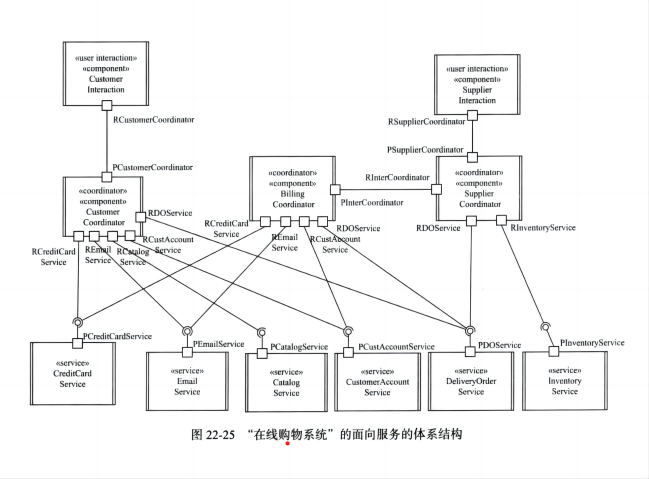 «user interaction»
«component»
Customer
Interaction
«user interaction»
«component»
Supplier
Interaction
RCustomerCoordinator
RSupplierCoordinator
PCustomerCoordinator
PSupplierCoordinator
«coordinator»
«component»
Customer
Coordinator
RDOService
«coordinator»
«component»
Billing
Coordinator
RInterCoordinator
PInterCoordinator
«coordinator»
«component»
Supplier
Coordinator
RCreditCard
Service
REmail
Service
RCatalog
Service
RCustAccount
Service
RCreditCard
Service
REmail
Service
RCustAccount
Service
RDOService
RDOService
RInventoryService
PCreditCardService
PEmailService
PCatalogService
PCustAccountService
PDOService
PInventoryService
«service»
CreditCard
Service
«service»
Email
Service
«service»
Catalog
Service
«service»
CustomerAccount
Service
«service»
DeliveryOrder
Service
«service»
Inventory
Service
图 22-25 “在线购物系统”的面向服务的体系结构